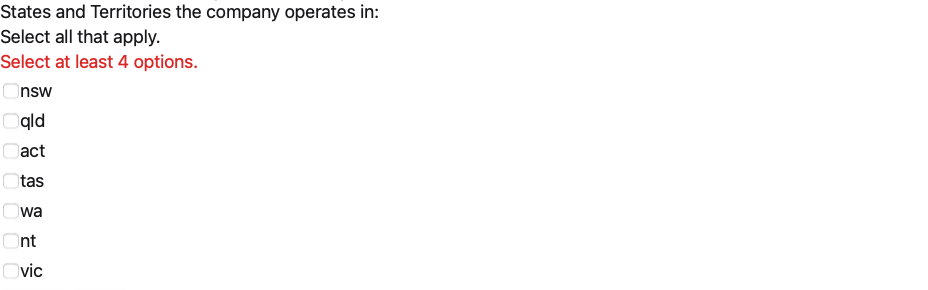 States and Territories the company operates in:
Select all that apply.
Select at least 4 options.
nsw
qld
act
tas
wa
nt
vic